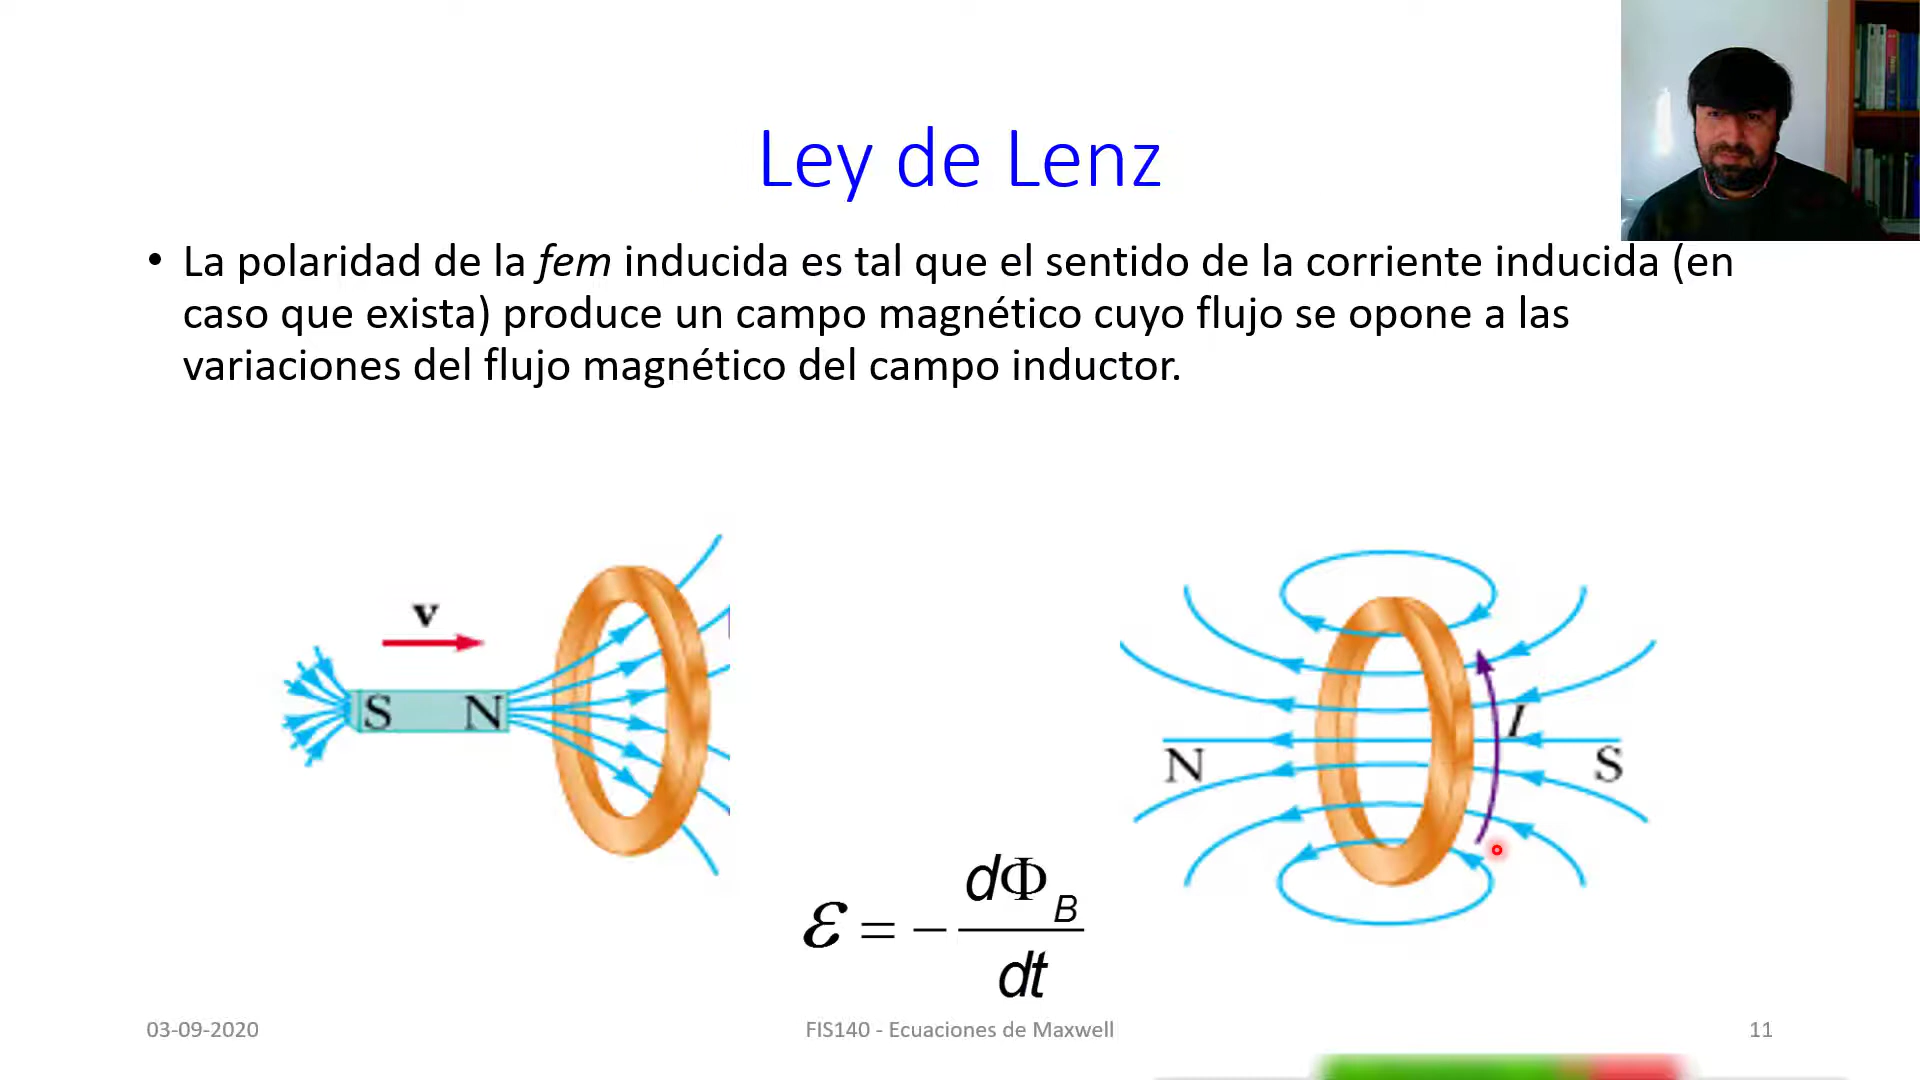 Ley de Lenz
• La polaridad de la fem inducida es tal que el sentido de la corriente inducida (en
caso que exista) produce un campo magnético cuyo flujo se opone a las
variaciones del flujo magnético del campo inductor.
v
S N
I
N S
ℰ = − dΦ_B / dt
03-09-2020 FIS140 - Ecuaciones de Maxwell 11